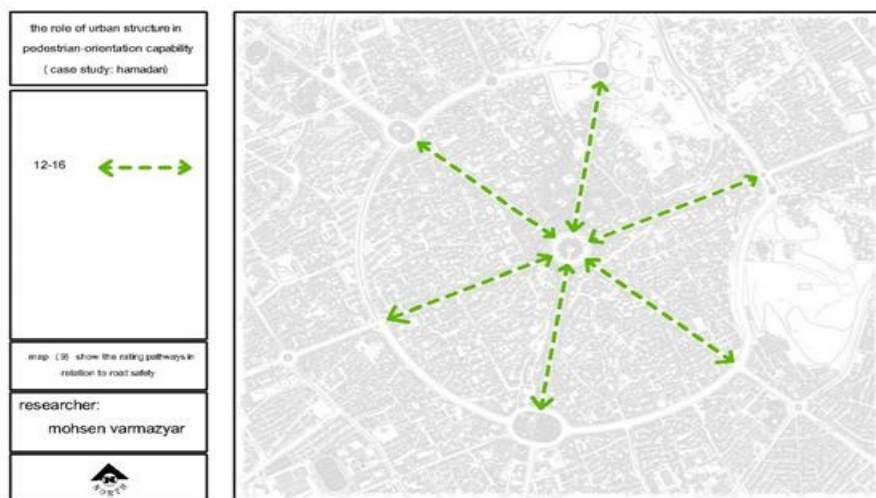 the role of urban structure in
pedestrian-orientation capability
( case study: hamadan)
12-16
map (9) show the rating pathways in
relation to road safety
researcher:
mohsen varmazyar
NORTH